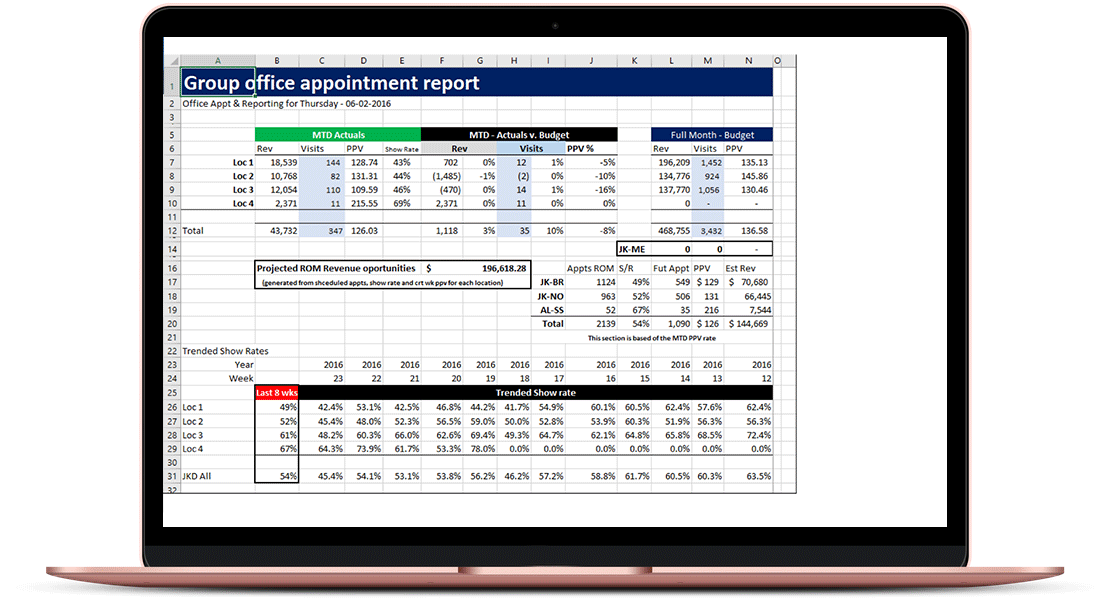 A B C D E F G H I J K L M N O
1 Group office appointment report
2 Office Appt & Reporting for Thursday - 06-02-2016
3
5 MTD Actuals MTD - Actuals v. Budget Full Month - Budget
6 Rev Visits PPV Show Rate Rev Visits PPV % Rev Visits PPV
7 Loc 1 18,539 144 128.74 43% 702 0% 12 1% -5% 196,209 1,452 135.13
8 Loc 2 10,768 82 131.31 44% (1,485) -1% (2) 0% -10% 134,776 924 145.86
9 Loc 3 12,054 110 109.59 46% (470) 0% 14 1% -16% 137,770 1,056 130.46
10 Loc 4 2,371 11 215.55 69% 2,371 0% 11 0% 0% 0 - -
11
12 Total 43,732 347 126.03 1,118 3% 35 10% -8% 468,755 3,432 136.58
14 JK-ME 0 0 -
16 Projected ROM Revenue oportunities $ 196,618.28 Appts ROM S/R Fut Appt PPV Est Rev
17 (generated from shceduled appts, show rate and crt wk ppv for each location) JK-BR 1124 49% 549 $ 129 $ 70,680
18 JK-NO 963 52% 506 131 66,445
19 AL-SS 52 67% 35 216 7,544
20 Total 2139 54% 1,090 $ 126 $ 144,669
21 This section is based of the MTD PPV rate
22 Trended Show Rates
23 Year 2016 2016 2016 2016 2016 2016 2016 2016 2016 2016 2016 2016
24 Week 23 22 21 20 19 18 17 16 15 14 13 12
25 Last 8 wks Trended Show rate
26 Loc 1 49% 42.4% 53.1% 42.5% 46.8% 44.2% 41.7% 54.9% 60.1% 60.5% 62.4% 57.6% 62.4%
27 Loc 2 52% 45.4% 48.0% 52.3% 56.5% 59.0% 50.0% 52.8% 53.9% 60.3% 51.9% 56.3% 56.3%
28 Loc 3 61% 48.2% 60.3% 66.0% 62.6% 69.4% 49.3% 64.7% 62.1% 64.8% 65.8% 68.5% 72.4%
29 Loc 4 67% 64.3% 73.9% 61.7% 53.3% 78.0% 0.0% 0.0% 0.0% 0.0% 0.0% 0.0% 0.0%
30
31 JKD All 54% 45.4% 54.1% 53.1% 53.8% 56.2% 46.2% 57.2% 58.8% 61.7% 60.5% 60.3% 63.5%
32